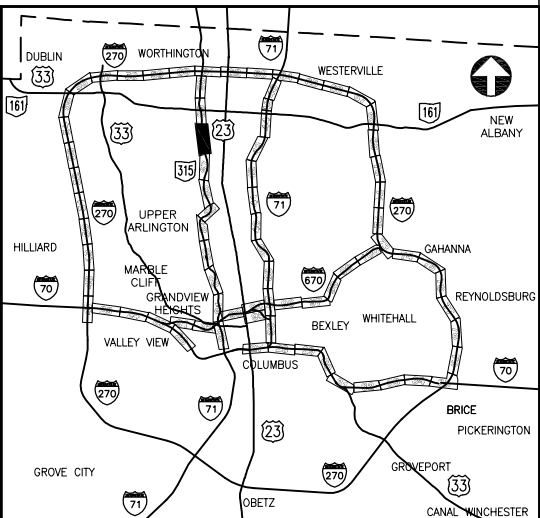 DUBLIN
33
270
WORTHINGTON
71
WESTERVILLE
161
33
23
161
NEW
ALBANY
315
270
71
270
UPPER
ARLINGTON
HILLIARD
70
MARBLE
CLIFF
GRANDVIEW
HEIGHTS
670
GAHANNA
REYNOLDSBURG
VALLEY VIEW
BEXLEY
WHITEHALL
COLUMBUS
70
270
71
BRICE
PICKERINGTON
23
GROVE CITY
270
GROVEPORT
33
71
OBETZ
CANAL WINCHESTER